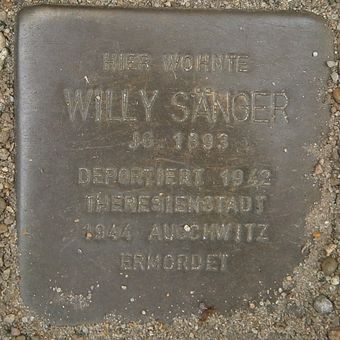 HIER WOHNTE
WILLY SÄNGER
JG. 1893
DEPORTIERT 1942
THERESIENSTADT
1944 AUSCHWITZ
ERMORDET